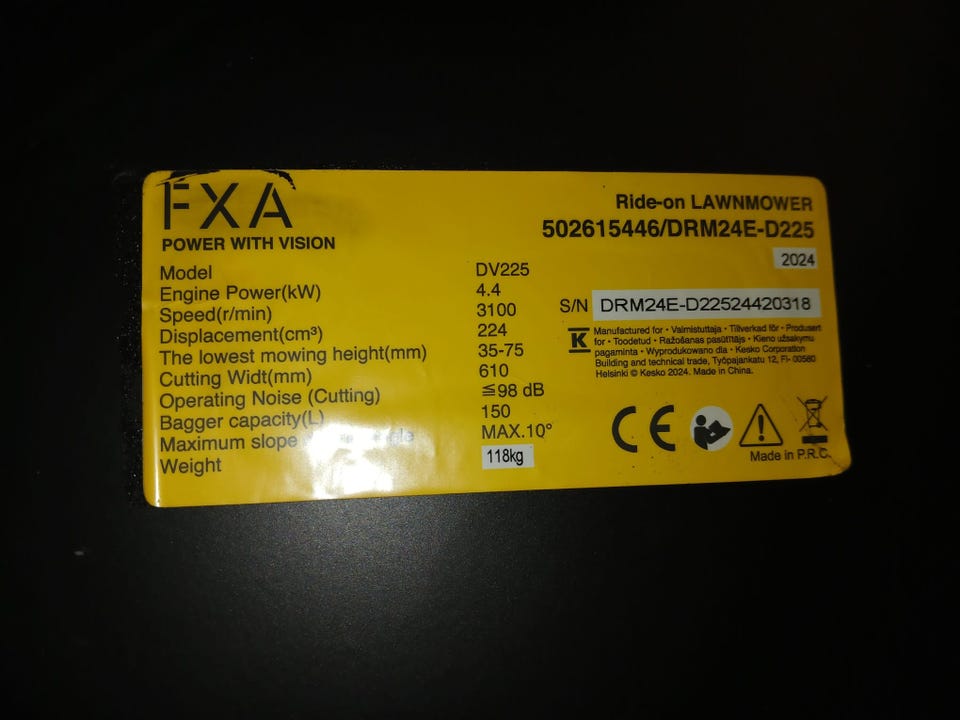 FXA
POWER WITH VISION
Ride-on LAWNMOWER
502615446/DRM24E-D225
2024
Model DV225
Engine Power(kW) 4.4
Speed(r/min) 3100
Displacement(cm³) 224
The lowest mowing height(mm) 35-75
Cutting Widt(mm) 610
Operating Noise (Cutting) ≦98 dB
Bagger capacity(L) 150
Maximum slope MAX.10°
Weight 118kg
S/N DRM24E-D22524420318
K
Manufactured for · Valmistuttaja · Tillverkad för · Produsert
for · Toodetud · Ražošanas pasūtītājs · Kieno užsakymu
pagaminta · Wyprodukowano dla · Kesko Corporation
Building and technical trade, Työpajankatu 12, FI- 00580
Helsinki © Kesko 2024. Made in China.
CE
Made in P.R.C.